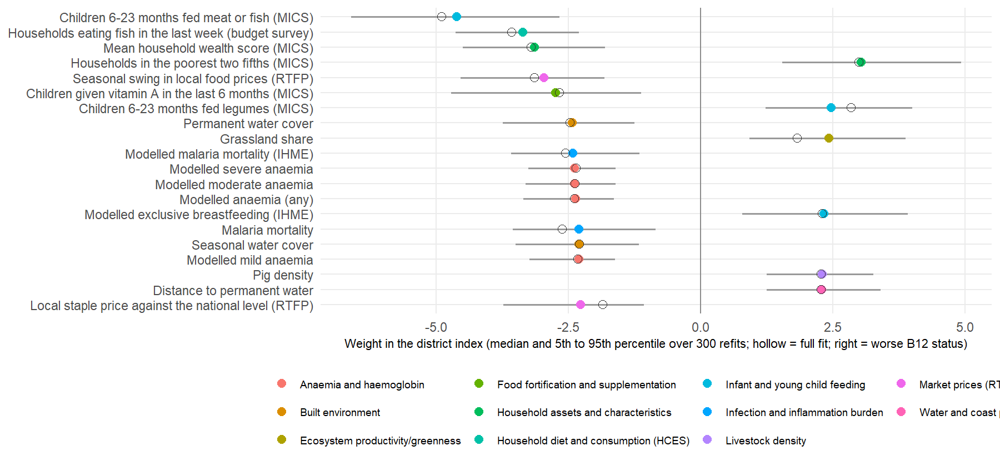 Children 6-23 months fed meat or fish (MICS)
Households eating fish in the last week (budget survey)
Mean household wealth score (MICS)
Households in the poorest two fifths (MICS)
Seasonal swing in local food prices (RTFP)
Children given vitamin A in the last 6 months (MICS)
Children 6-23 months fed legumes (MICS)
Permanent water cover
Grassland share
Modelled malaria mortality (IHME)
Modelled severe anaemia
Modelled moderate anaemia
Modelled anaemia (any)
Modelled exclusive breastfeeding (IHME)
Malaria mortality
Seasonal water cover
Modelled mild anaemia
Pig density
Distance to permanent water
Local staple price against the national level (RTFP)
-5.0 -2.5 0.0 2.5 5.0
Weight in the district index (median and 5th to 95th percentile over 300 refits; hollow = full fit; right = worse B12 status)
Anaemia and haemoglobin Food fortification and supplementation Infant and young child feeding Market prices (RT
Built environment Household assets and characteristics Infection and inflammation burden Water and coast
Ecosystem productivity/greenness Household diet and consumption (HCES) Livestock density